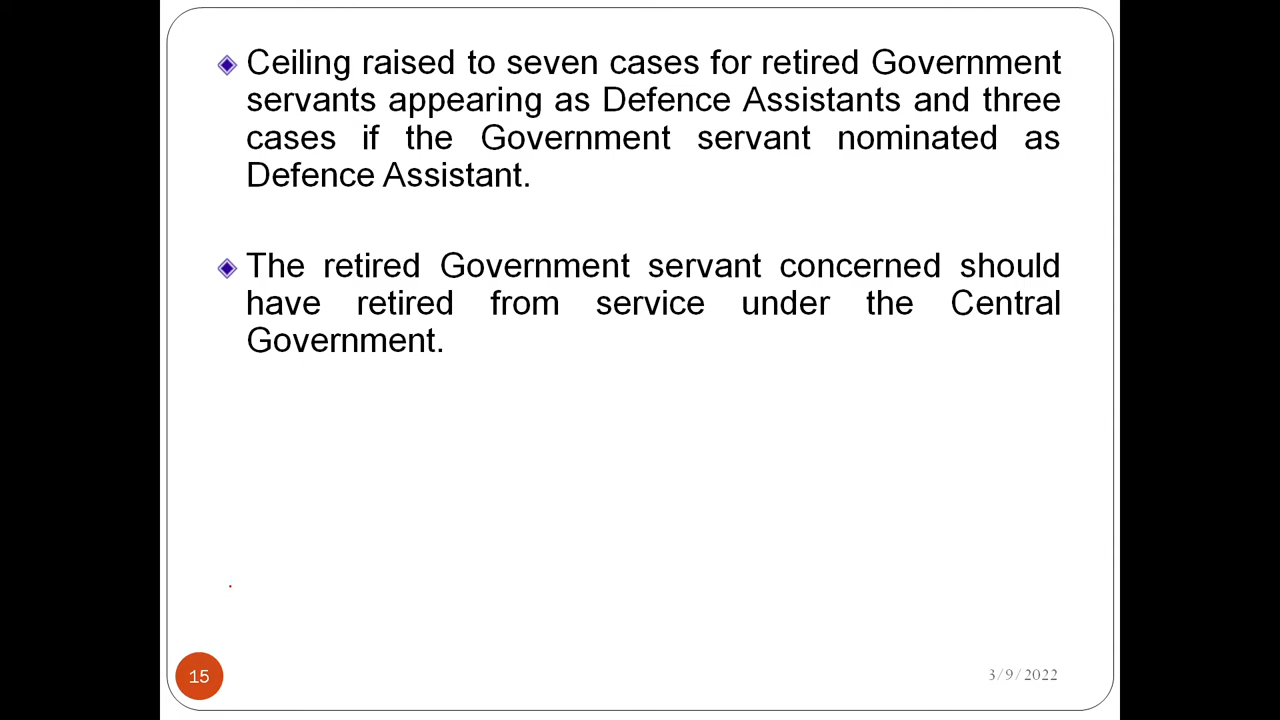 Ceiling raised to seven cases for retired Government
servants appearing as Defence Assistants and three
cases if the Government servant nominated as
Defence Assistant.
The retired Government servant concerned should
have retired from service under the Central
Government.
15
3/9/2022